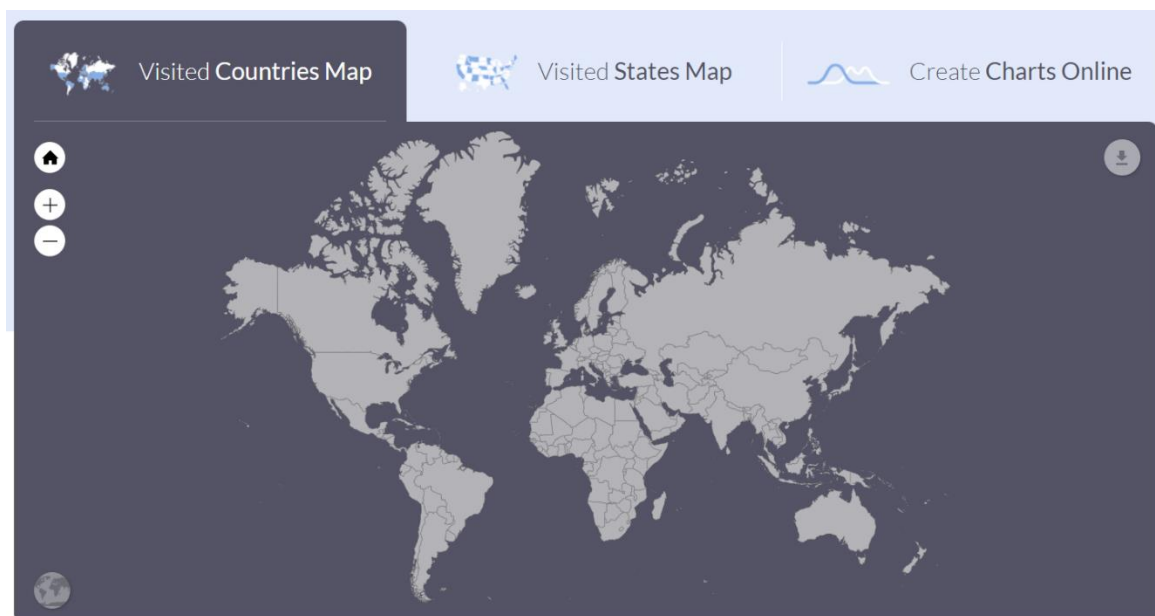 Visited Countries Map
Visited States Map
Create Charts Online